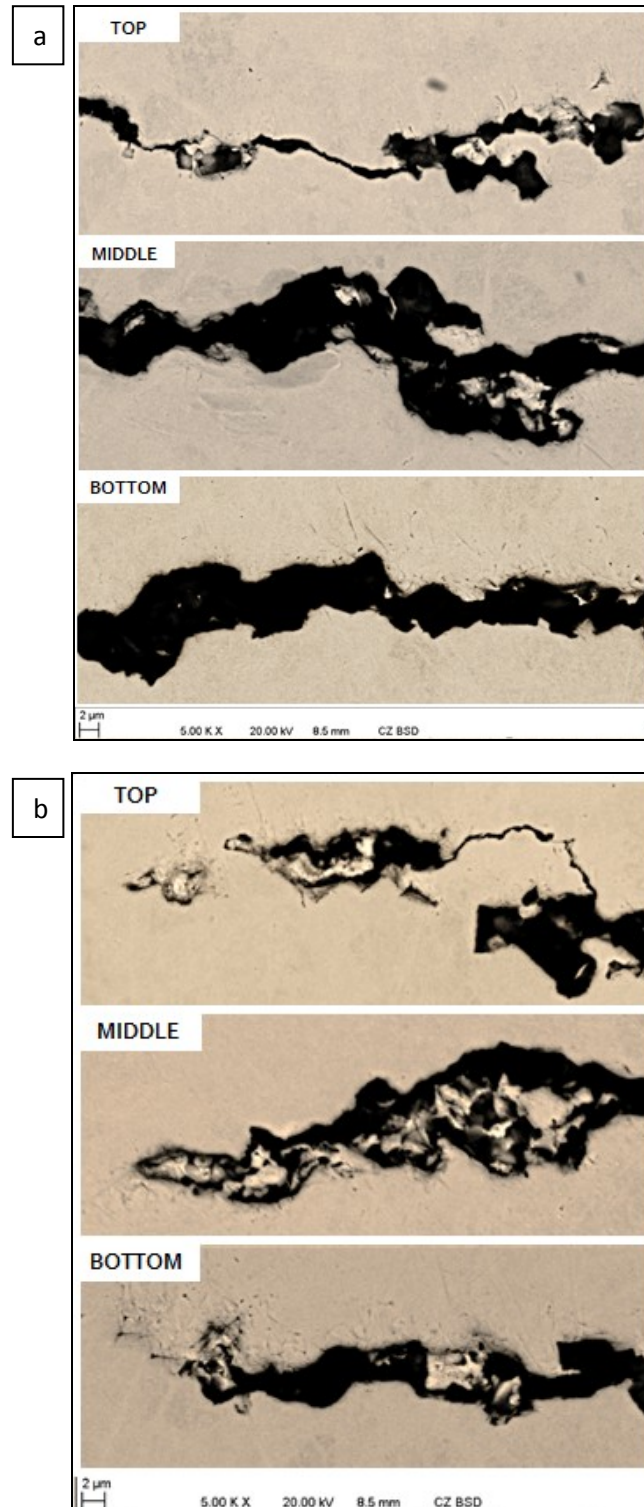 a
TOP
MIDDLE
BOTTOM
2 µm
5.00 K X 20.00 kV 8.5 mm CZ BSD
b
TOP
MIDDLE
BOTTOM
2 µm
5.00 K X 20.00 kV 8.5 mm CZ BSD